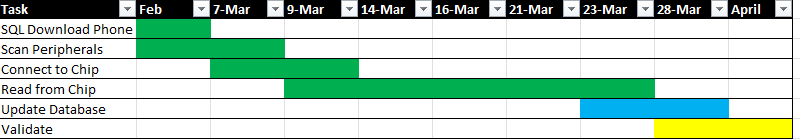 Task Feb 7-Mar 9-Mar 14-Mar 16-Mar 21-Mar 23-Mar 28-Mar April
SQL Download Phone
Scan Peripherals
Connect to Chip
Read from Chip
Update Database
Validate